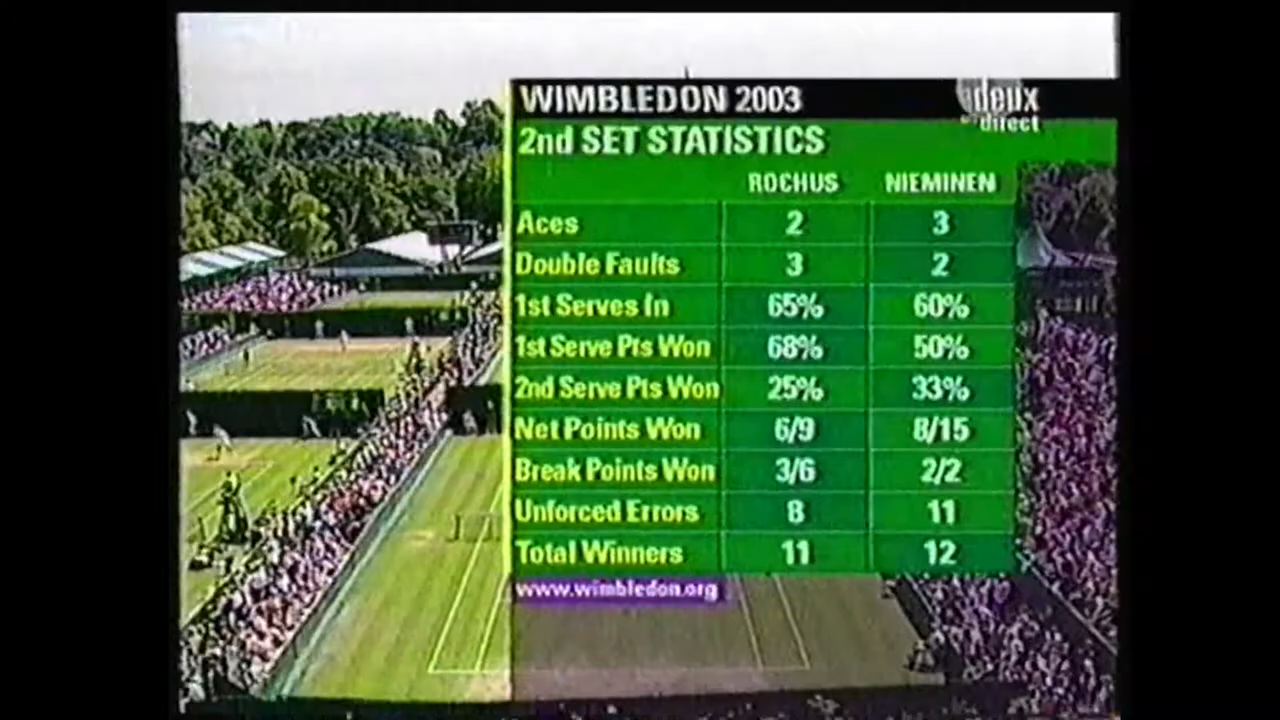 WIMBLEDON 2003
deux
direct
2nd SET STATISTICS
ROCHUS NIEMINEN
Aces 2 3
Double Faults 3 2
1st Serves In 65% 60%
1st Serve Pts Won 68% 50%
2nd Serve Pts Won 25% 33%
Net Points Won 6/9 8/15
Break Points Won 3/6 2/2
Unforced Errors 8 11
Total Winners 11 12
www.wimbledon.org